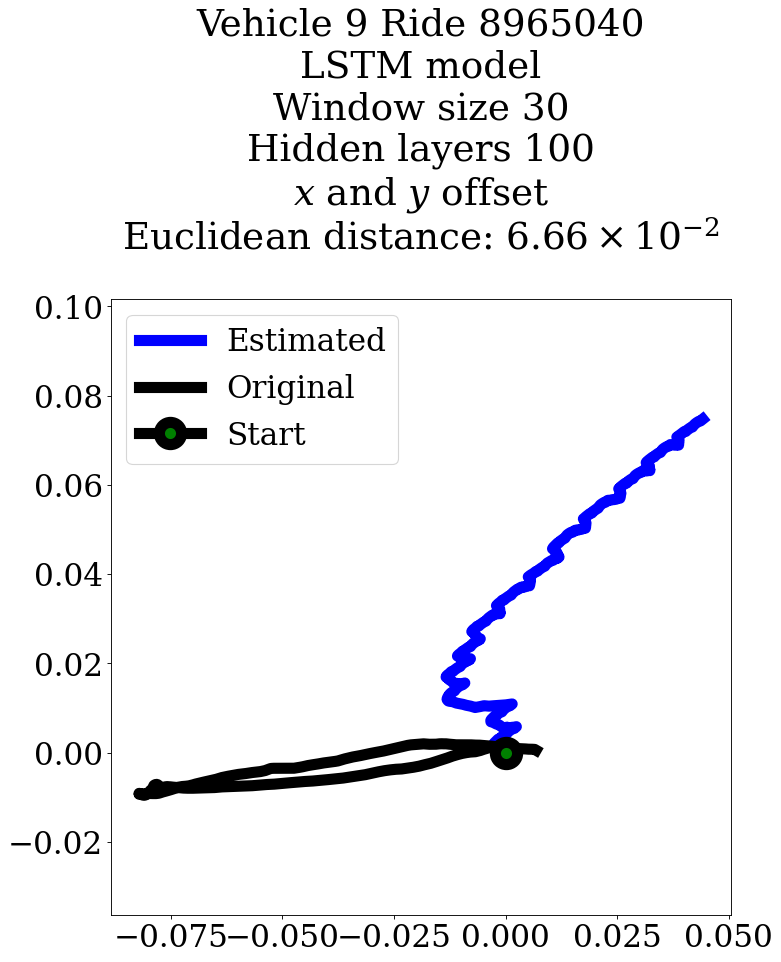 Vehicle 9 Ride 8965040
LSTM model
Window size 30
Hidden layers 100
x and y offset
Euclidean distance: 6.66 × 10⁻²
0.10
0.08
0.06
0.04
0.02
0.00
−0.02
Estimated
Original
Start
−0.075 −0.050 −0.025 0.000 0.025 0.050